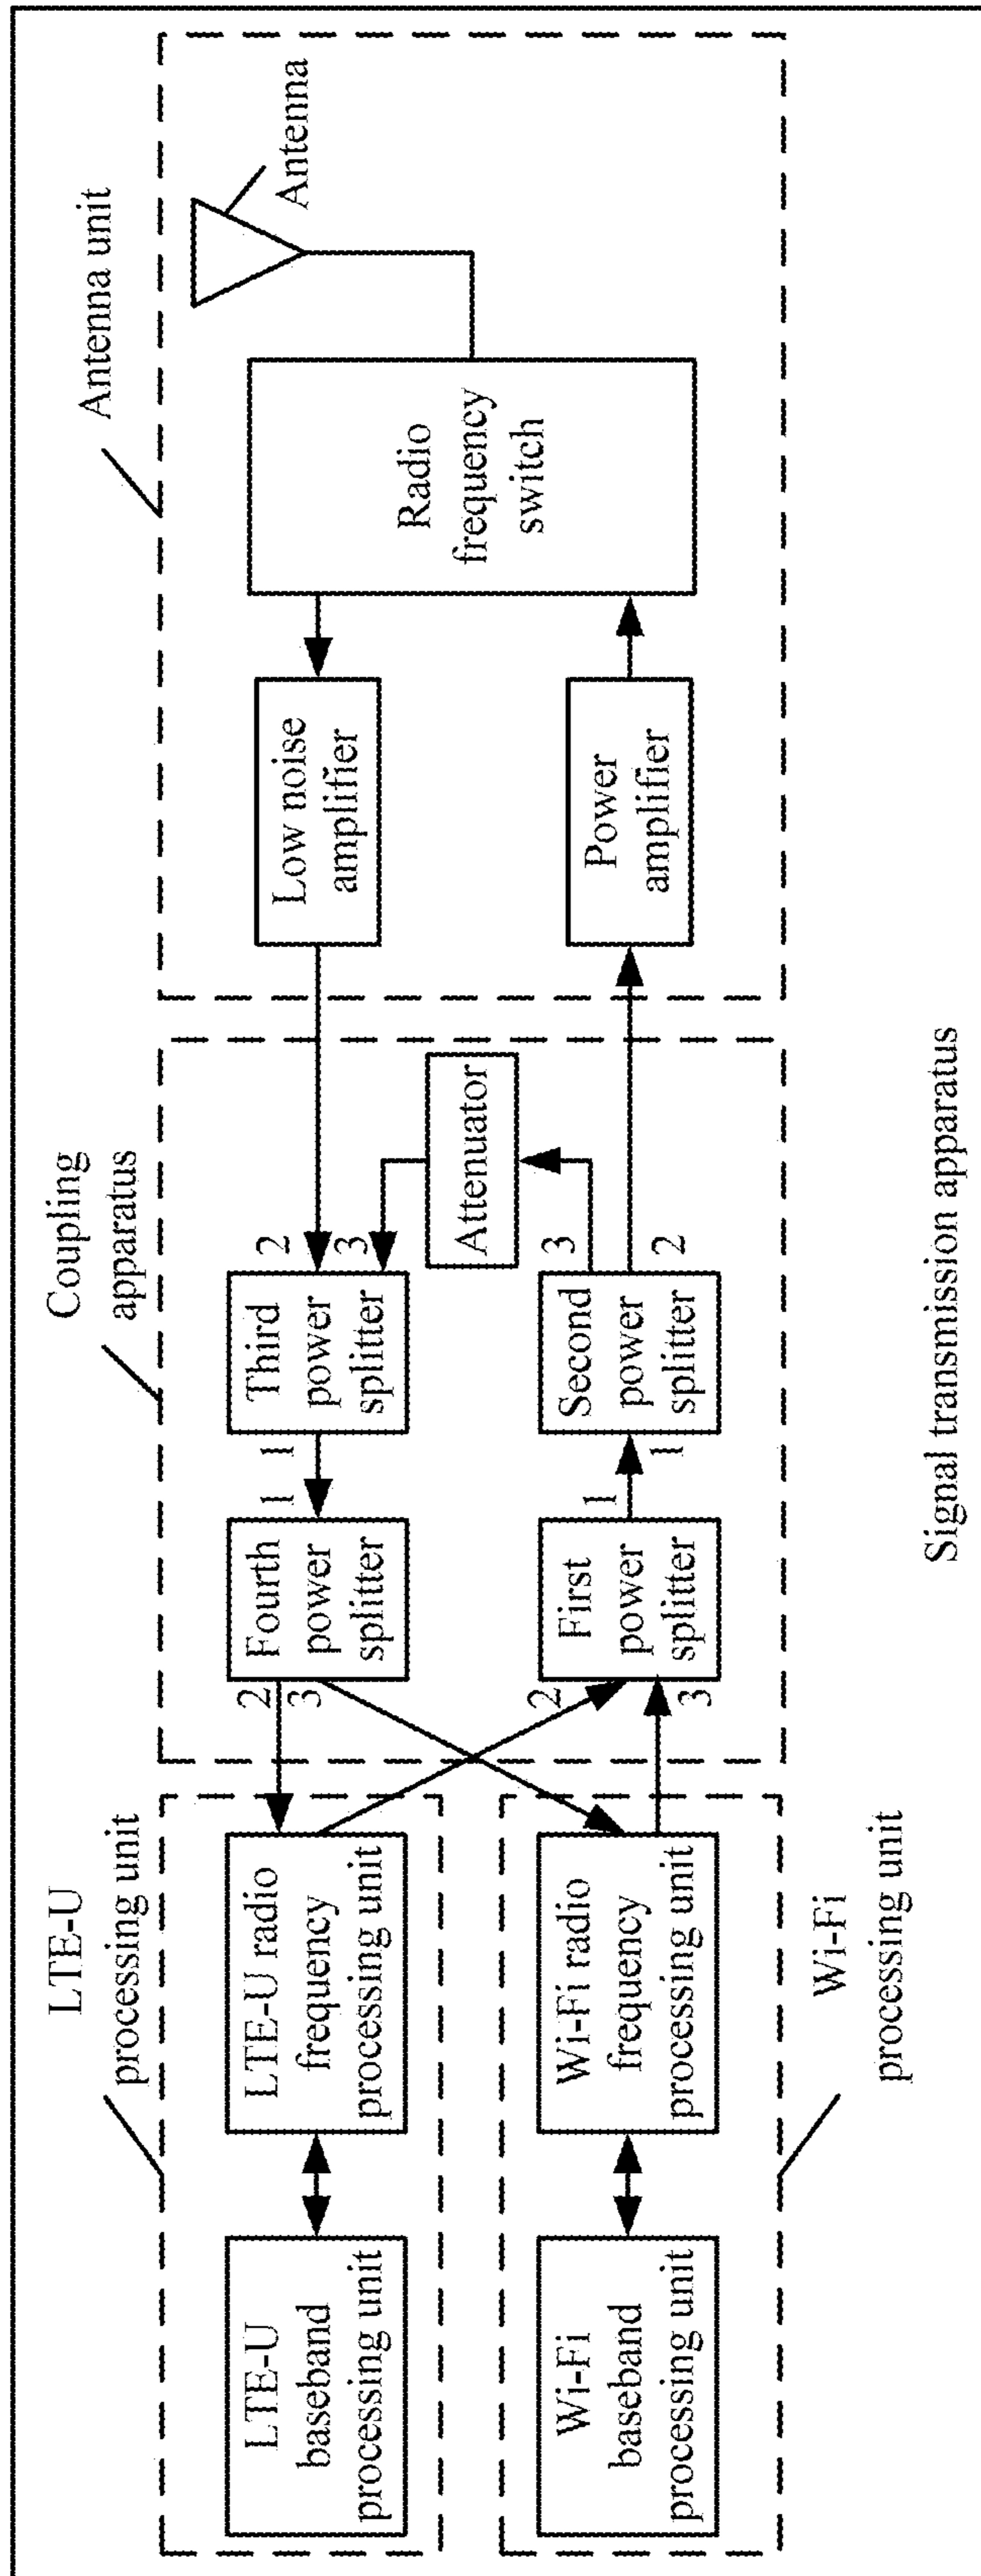 LTE-U
processing unit
LTE-U
baseband
processing unit
LTE-U radio
frequency
processing unit
Wi-Fi
baseband
processing unit
Wi-Fi radio
frequency
processing unit
Wi-Fi
processing unit
Coupling
apparatus
2
3
Fourth
power
splitter
1
1
Third
power
splitter
2
3
Attenuator
2
3
First
power
splitter
1
1
Second
power
splitter
3
2
Antenna unit
Low noise
amplifier
Power
amplifier
Radio
frequency
switch
Antenna
Signal transmission apparatus